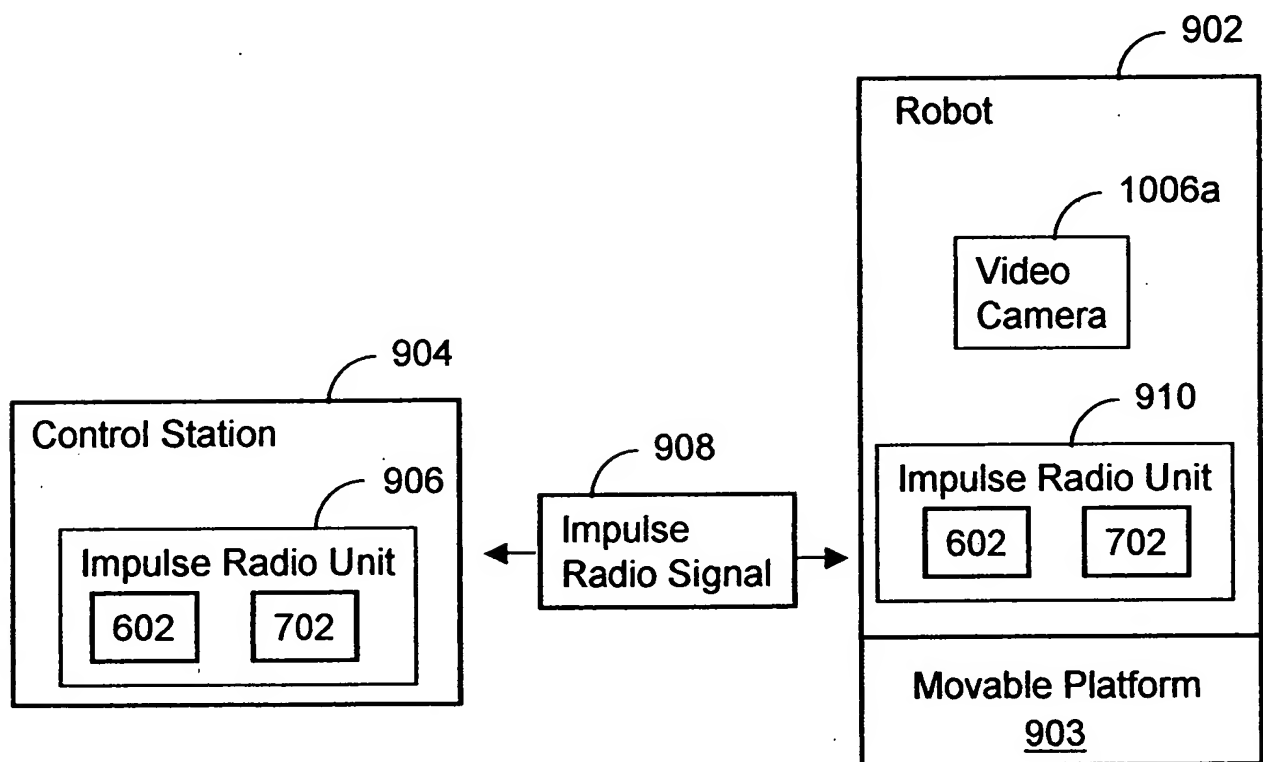 902
Robot
1006a
Video
Camera
904
Control Station
910
908
906
Impulse Radio Unit
Impulse
Radio Signal
602 702
Impulse Radio Unit
602 702
Movable Platform
903